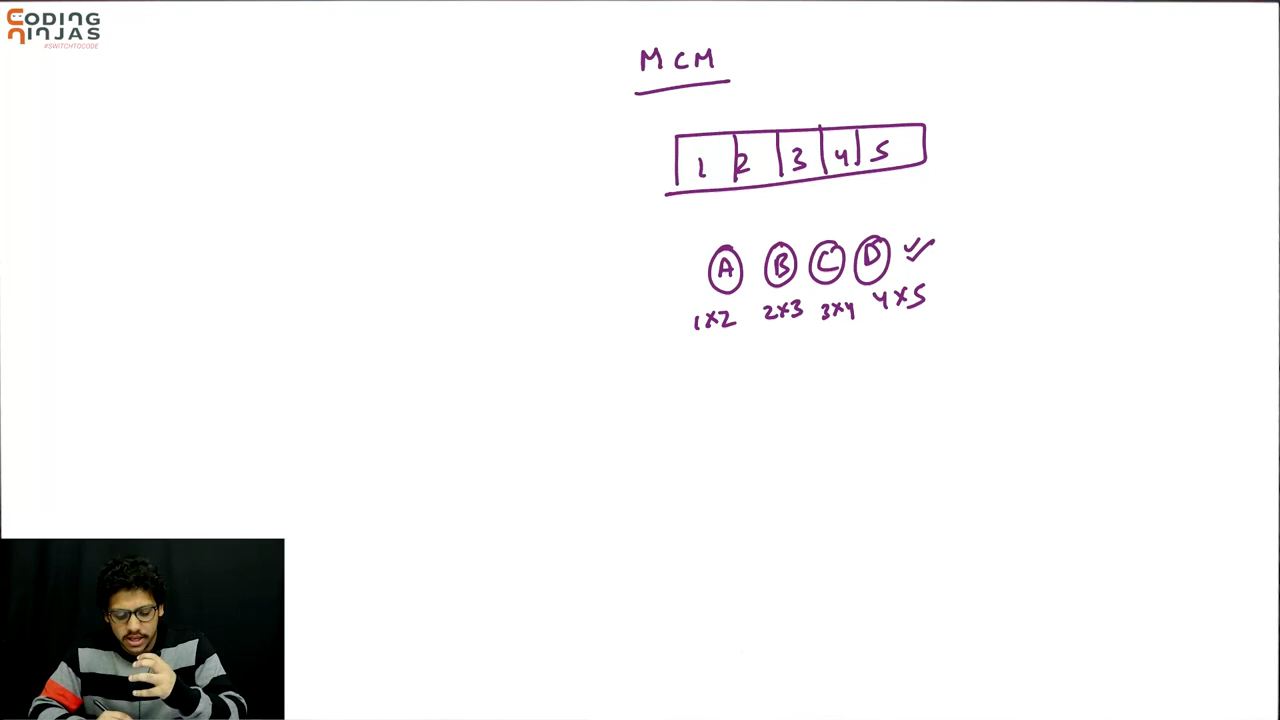 CODING
NINJAS
#SWITCHTOCODE
MCM
1 2 3 4 5
A B C D
1x2 2x3 3x4 4x5